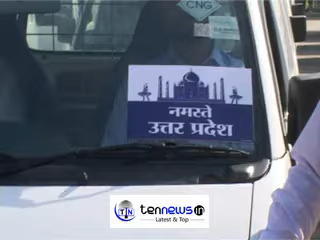 CNG
नमस्ते
उत्तर प्रदेश
TN
tennews.in
Latest & Top